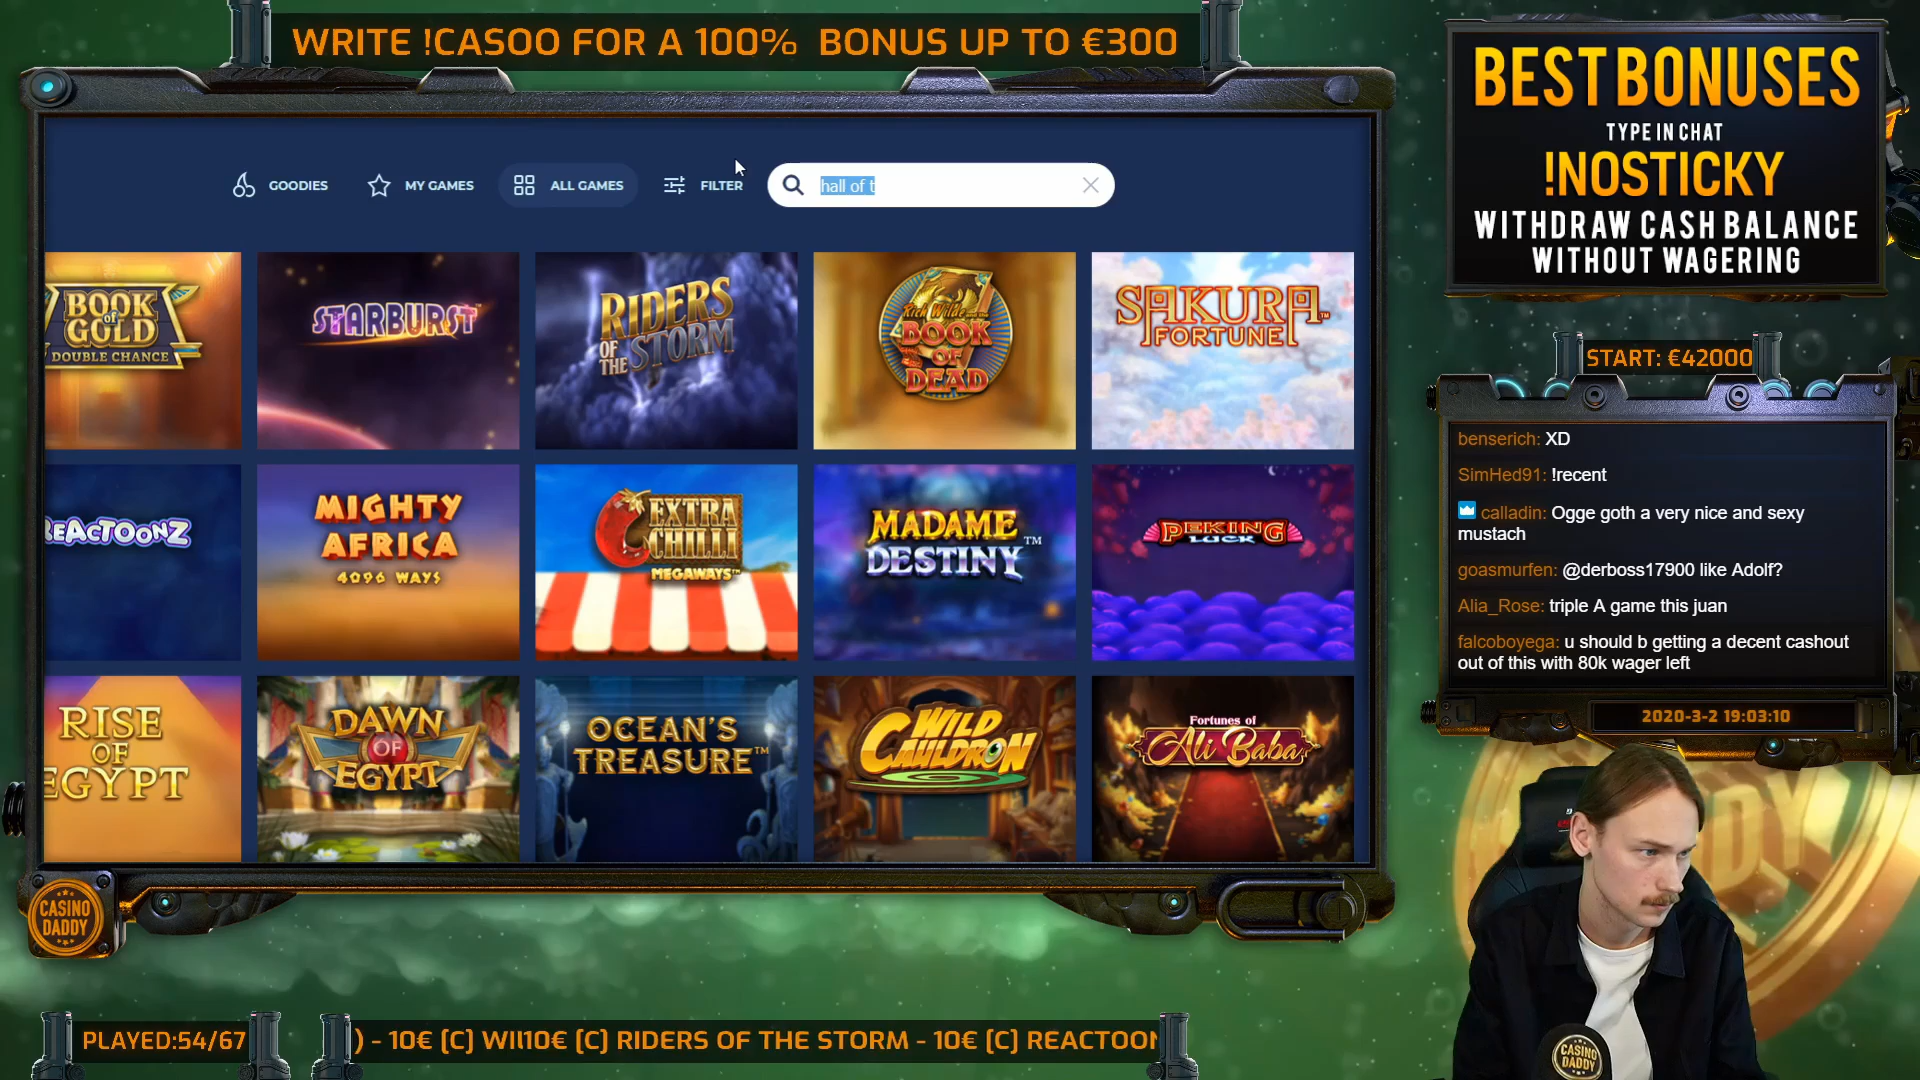 WRITE !CASOO FOR A 100% BONUS UP TO €300
GOODIES
MY GAMES
ALL GAMES
FILTER
hall of t
BOOK
OF
GOLD
DOUBLE CHANCE
STARBURST™
RIDERS
OF THE STORM
Rich Wilde and the
BOOK
OF
DEAD
SAKURA™
FORTUNE
REACTOONZ
MIGHTY
AFRICA
4096 WAYS
EXTRA
CHILLI
MEGAWAYS™
MADAME
DESTINY™
PEKING
LUCK
RISE
OF
EGYPT
DAWN
OF
EGYPT
OCEAN'S
TREASURE™
WILD
CAULDRON
Fortunes of
Ali Baba
BEST BONUSES
TYPE IN CHAT
!NOSTICKY
WITHDRAW CASH BALANCE
WITHOUT WAGERING
START: €42000
benserich: XD
SimHed91: !recent
calladin: Ogge goth a very nice and sexy
mustach
goasmurfen: @derboss17900 like Adolf?
Alia_Rose: triple A game this juan
falcoboyega: u should b getting a decent cashout
out of this with 80k wager left
2020-3-2 19:03:10
CASINO
DADDY
PLAYED:54/67
) - 10€ (C) WIl10€ (C) RIDERS OF THE STORM - 10€ (C) REACTOON
CASINO
DADDY